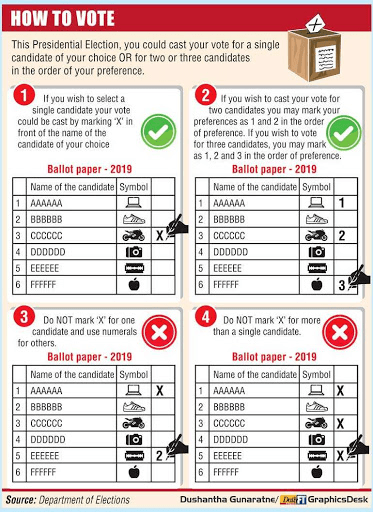 HOW TO VOTE
This Presidential Election, you could cast your vote for a single
candidate of your choice OR for two or three candidates
in the order of your preference.
1
If you wish to select a
single candidate your vote
could be cast by marking ‘X’ in
front of the name of the
candidate of your choice
Ballot paper - 2019
Name of the candidate Symbol
1 AAAAAA
2 BBBBBB
3 CCCCCC X
4 DDDDDD
5 EEEEEE
6 FFFFFF
2
If you wish to cast your vote for
two candidates you may mark your
preferences as 1 and 2 in the order
of preference. If you wish to vote
for three candidates, you may mark
as 1, 2 and 3 in the order of preference.
Ballot paper - 2019
Name of the candidate Symbol
1 AAAAAA 1
2 BBBBBB
3 CCCCCC 2
4 DDDDDD
5 EEEEEE
6 FFFFFF 3
3
Do NOT mark ‘X’ for one
candidate and use numerals
for others.
Ballot paper - 2019
Name of the candidate Symbol
1 AAAAAA X
2 BBBBBB
3 CCCCCC
4 DDDDDD
5 EEEEEE 2
6 FFFFFF
4
Do NOT mark ‘X’ for more
than a single candidate.
Ballot paper - 2019
Name of the candidate Symbol
1 AAAAAA X
2 BBBBBB
3 CCCCCC X
4 DDDDDD
5 EEEEEE X
6 FFFFFF
Source: Department of Elections
Dushantha Gunaratne/ Daily FT GraphicsDesk